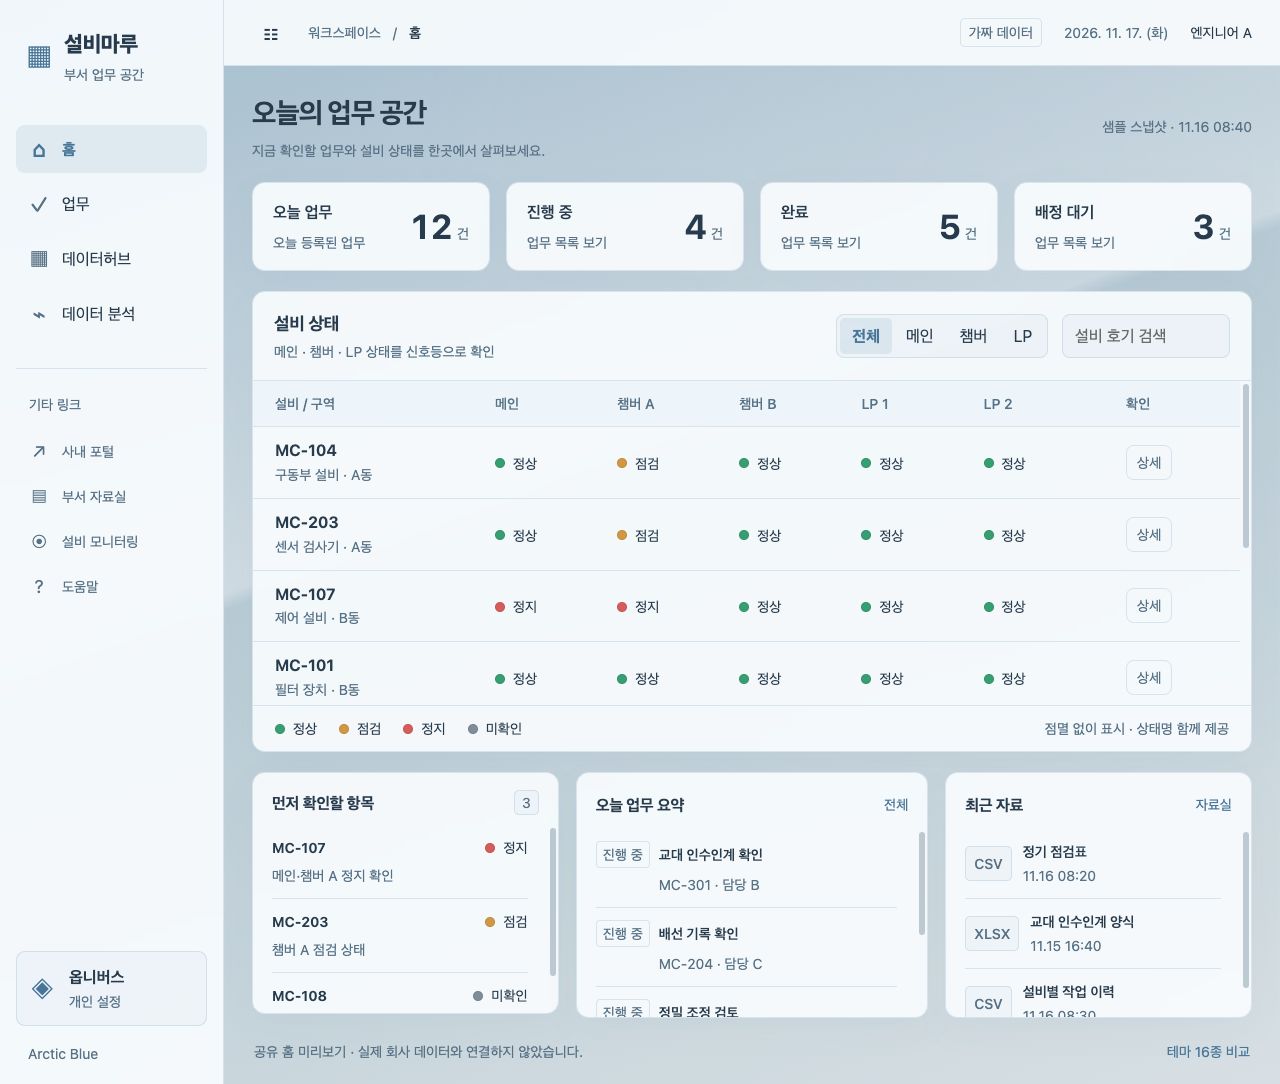 설비마루
부서 업무 공간
홈
업무
데이터허브
데이터 분석
기타 링크
사내 포털
부서 자료실
설비 모니터링
? 도움말
옵니버스
개인 설정
Arctic Blue
워크스페이스 / 홈
가짜 데이터
2026. 11. 17. (화)
엔지니어 A
오늘의 업무 공간
지금 확인할 업무와 설비 상태를 한곳에서 살펴보세요.
샘플 스냅샷 · 11.16 08:40
오늘 업무
오늘 등록된 업무
12 건
진행 중
업무 목록 보기
4 건
완료
업무 목록 보기
5 건
배정 대기
업무 목록 보기
3 건
설비 상태
메인 · 챔버 · LP 상태를 신호등으로 확인
전체 메인 챔버 LP
설비 호기 검색
설비 / 구역 메인 챔버 A 챔버 B LP 1 LP 2 확인
MC-104
구동부 설비 · A동
정상 점검 정상 정상 정상 상세
MC-203
센서 검사기 · A동
정상 점검 정상 정상 정상 상세
MC-107
제어 설비 · B동
정지 정지 정상 정상 정상 상세
MC-101
필터 장치 · B동
정상 정상 정상 정상 정상 상세
정상 점검 정지 미확인
점멸 없이 표시 · 상태명 함께 제공
먼저 확인할 항목 3
MC-107 정지
메인·챔버 A 정지 확인
MC-203 점검
챔버 A 점검 상태
MC-108 미확인
오늘 업무 요약 전체
진행 중 교대 인수인계 확인
MC-301 · 담당 B
진행 중 배선 기록 확인
MC-204 · 담당 C
진행 중 정밀 조정 검토
최근 자료 자료실
CSV 정기 점검표
11.16 08:20
XLSX 교대 인수인계 양식
11.15 16:40
CSV 설비별 작업 이력
11.16 08:30
공유 홈 미리보기 · 실제 회사 데이터와 연결하지 않았습니다.
테마 16종 비교